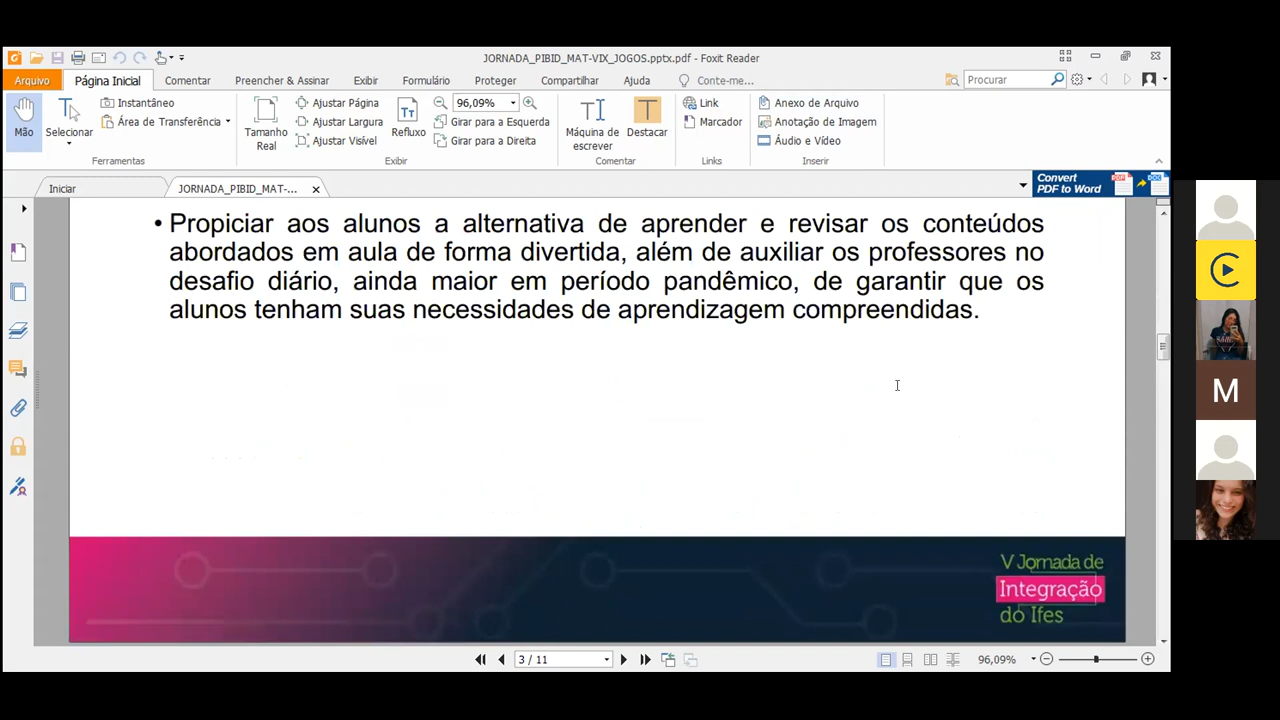 JORNADA_PIBID_MAT-VIX_JOGOS.pptx.pdf - Foxit Reader
Arquivo Página Inicial Comentar Preencher & Assinar Exibir Formulário Proteger Compartilhar Ajuda Conte-me... Procurar
Mão
Selecionar
Instantâneo
Área de Transferência
Ferramentas
Tamanho Real
Ajustar Página
Ajustar Largura
Ajustar Visível
Refluxo
96,09%
Girar para a Esquerda
Girar para a Direita
Exibir
Máquina de escrever
Destacar
Comentar
Link
Marcador
Links
Anexo de Arquivo
Anotação de Imagem
Áudio e Vídeo
Inserir
Iniciar JORNADA_PIBID_MAT-...
Convert
PDF to Word
• Propiciar aos alunos a alternativa de aprender e revisar os conteúdos
abordados em aula de forma divertida, além de auxiliar os professores no
desafio diário, ainda maior em período pandêmico, de garantir que os
alunos tenham suas necessidades de aprendizagem compreendidas.
V Jornada de
Integração
do Ifes
3 / 11
96,09%
M